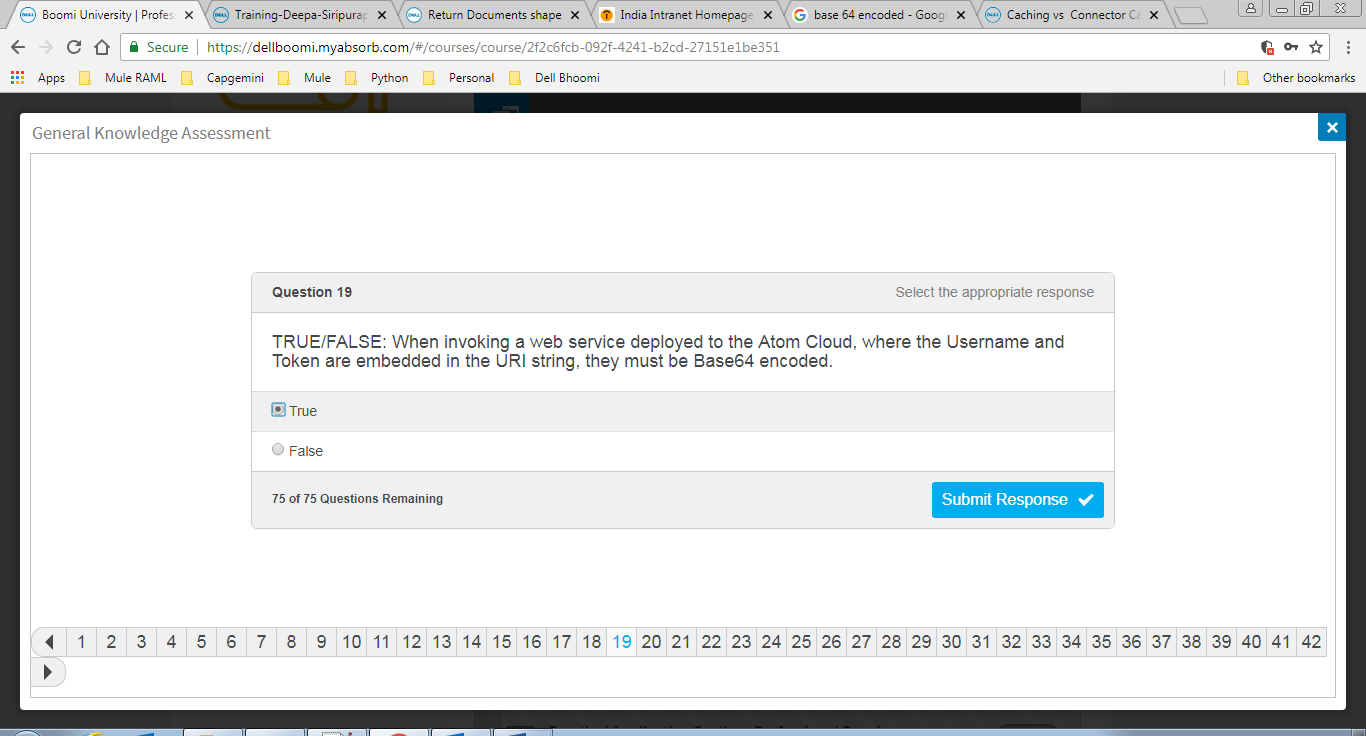 Boomi University | Profes
Training-Deepa-Siripurap
Return Documents shape
India Intranet Homepage
base 64 encoded - Googl
Caching vs Connector Ca
Secure
https://dellboomi.myabsorb.com/#/courses/course/2f2c6fcb-092f-4241-b2cd-27151e1be351
Apps Mule RAML Capgemini Mule Python Personal Dell Bhoomi Other bookmarks
General Knowledge Assessment
Question 19 Select the appropriate response
TRUE/FALSE: When invoking a web service deployed to the Atom Cloud, where the Username and
Token are embedded in the URI string, they must be Base64 encoded.
True
False
75 of 75 Questions Remaining Submit Response
1 2 3 4 5 6 7 8 9 10 11 12 13 14 15 16 17 18 19 20 21 22 23 24 25 26 27 28 29 30 31 32 33 34 35 36 37 38 39 40 41 42